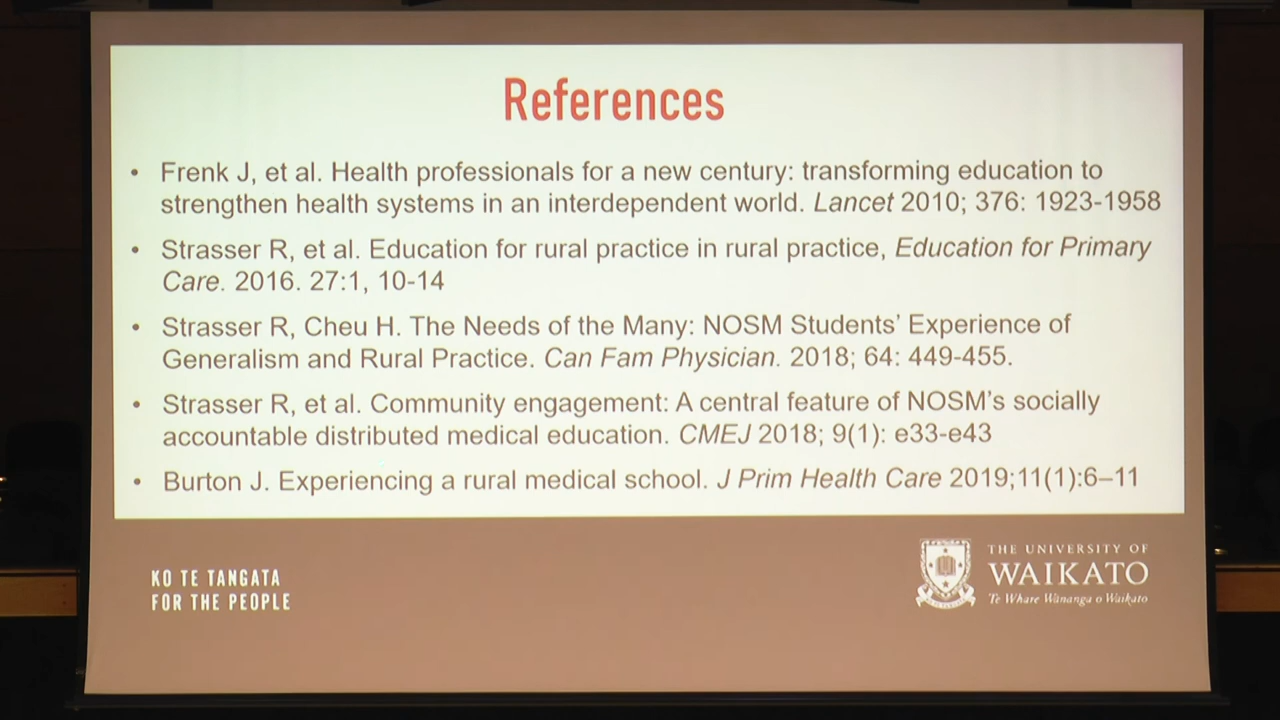 References
• Frenk J, et al. Health professionals for a new century: transforming education to
strengthen health systems in an interdependent world. Lancet 2010; 376: 1923-1958
• Strasser R, et al. Education for rural practice in rural practice, Education for Primary
Care. 2016. 27:1, 10-14
• Strasser R, Cheu H. The Needs of the Many: NOSM Students’ Experience of
Generalism and Rural Practice. Can Fam Physician. 2018; 64: 449-455.
• Strasser R, et al. Community engagement: A central feature of NOSM’s socially
accountable distributed medical education. CMEJ 2018; 9(1): e33-e43
• Burton J. Experiencing a rural medical school. J Prim Health Care 2019;11(1):6–11
KO TE TANGATA
FOR THE PEOPLE
THE UNIVERSITY OF
WAIKATO
Te Whare Wānanga o Waikato